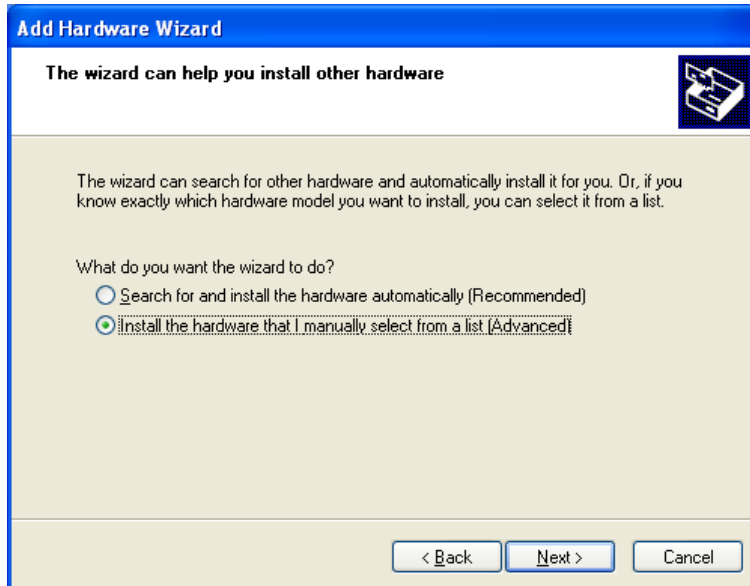 Add Hardware Wizard
The wizard can help you install other hardware
The wizard can search for other hardware and automatically install it for you. Or, if you
know exactly which hardware model you want to install, you can select it from a list.
What do you want the wizard to do?
Search for and install the hardware automatically (Recommended)
Install the hardware that I manually select from a list (Advanced)
< Back Next > Cancel